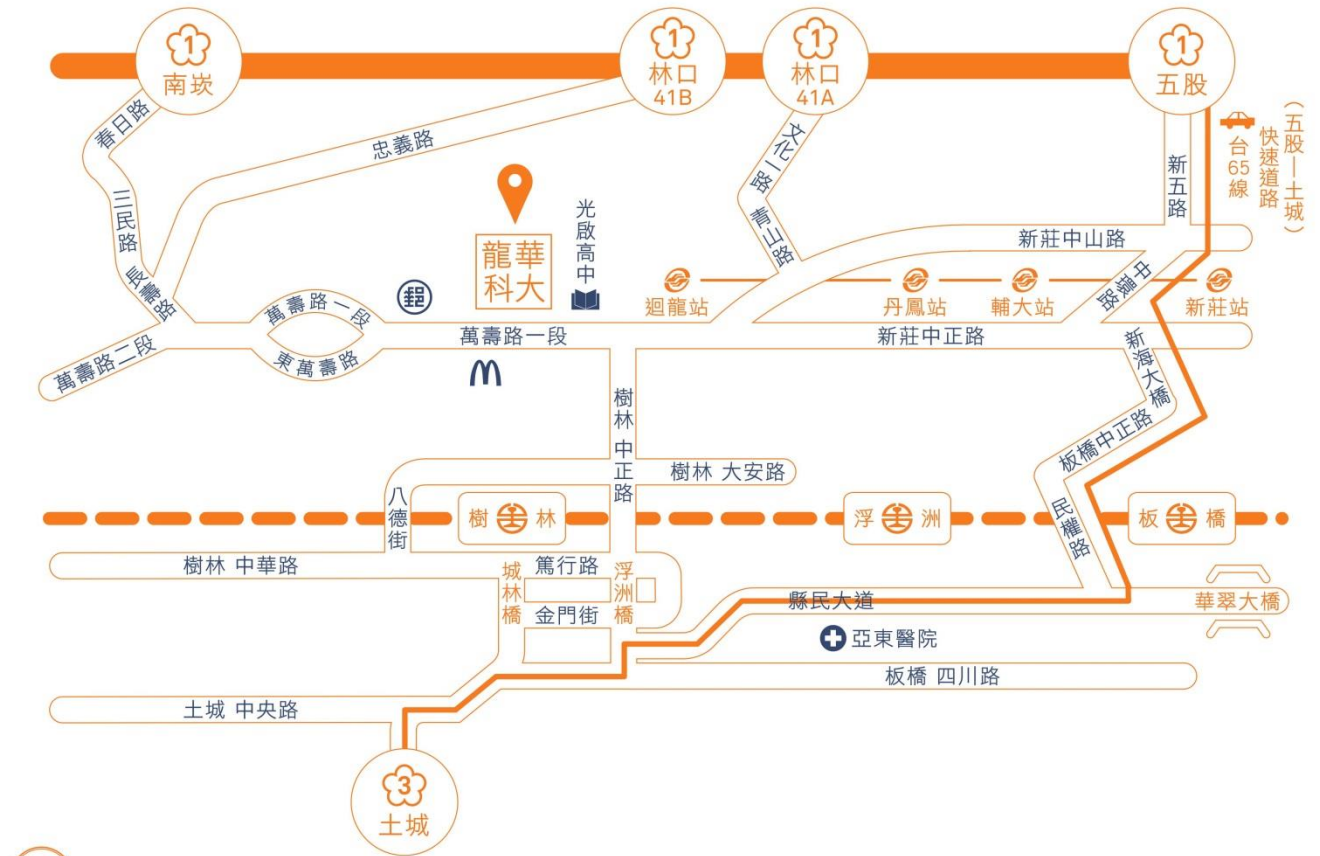 1
南崁
1
林口
41B
1
林口
41A
1
五股
春日路
忠義路
文化一路
青山路
新五路
台65線
快速道路
（五股—土城）
三民路
長壽路
龍華
科大
光啟高中
郵
新莊中山路
中興路
迴龍站
丹鳳站
輔大站
新莊站
萬壽路一段
東萬壽路
萬壽路二段
萬壽路一段
新莊中正路
新海大橋
樹林 中正路
板橋中正路
樹林 大安路
八德街
樹 林
浮 洲
板 橋
民權路
樹林 中華路
城林橋
篤行路
浮洲橋
金門街
縣民大道
華翠大橋
亞東醫院
板橋 四川路
土城 中央路
3
土城